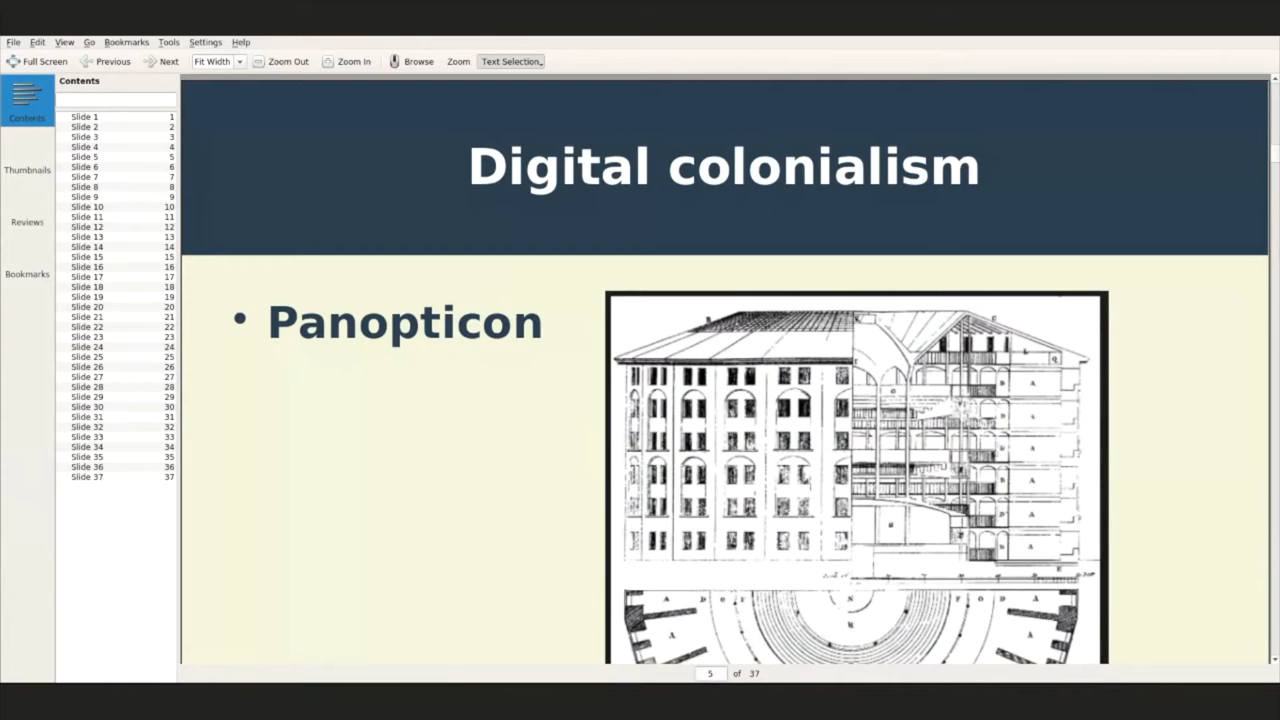 File Edit View Go Bookmarks Tools Settings Help
Full Screen Previous Next Fit Width Zoom Out Zoom In Browse Zoom Text Selection
Contents
Contents
Thumbnails
Reviews
Bookmarks
Slide 1 1
Slide 2 2
Slide 3 3
Slide 4 4
Slide 5 5
Slide 6 6
Slide 7 7
Slide 8 8
Slide 9 9
Slide 10 10
Slide 11 11
Slide 12 12
Slide 13 13
Slide 14 14
Slide 15 15
Slide 16 16
Slide 17 17
Slide 18 18
Slide 19 19
Slide 20 20
Slide 21 21
Slide 22 22
Slide 23 23
Slide 24 24
Slide 25 25
Slide 26 26
Slide 27 27
Slide 28 28
Slide 29 29
Slide 30 30
Slide 31 31
Slide 32 32
Slide 33 33
Slide 34 34
Slide 35 35
Slide 36 36
Slide 37 37
Digital colonialism
• Panopticon
5 of 37